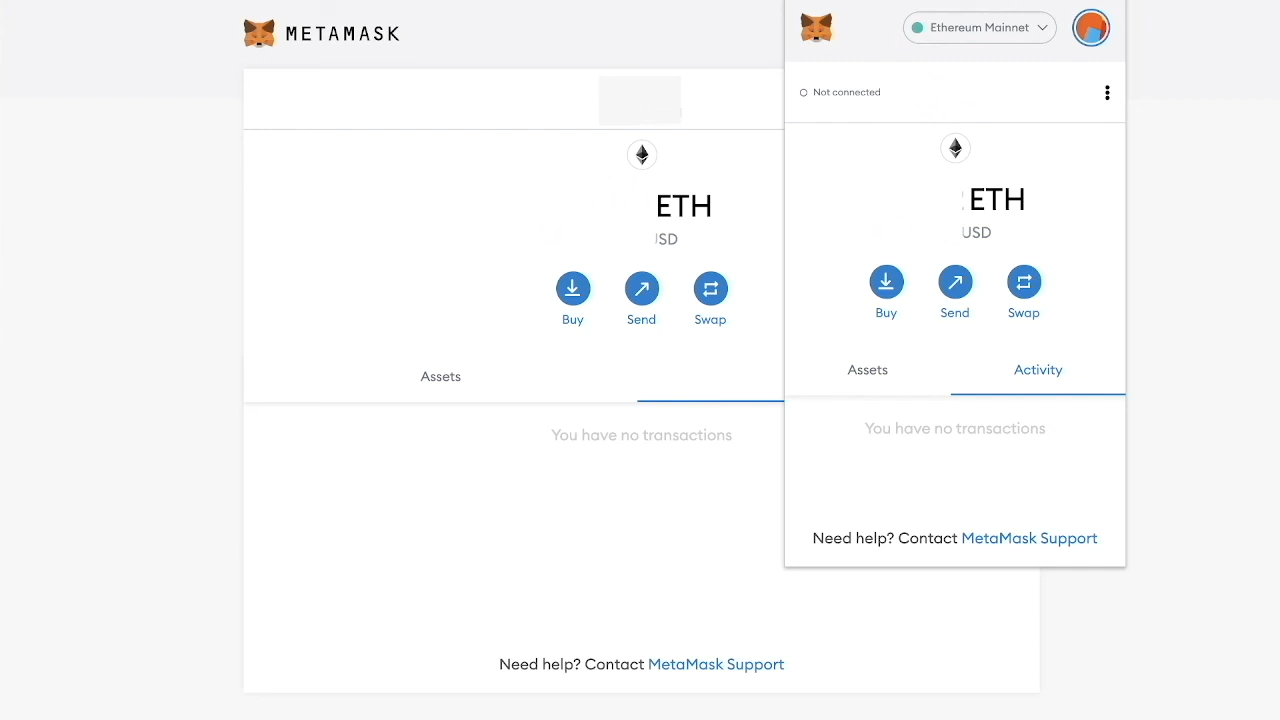 METAMASK
ETH
USD
Buy
Send
Swap
Assets
You have no transactions
Need help? Contact MetaMask Support
Ethereum Mainnet
Not connected
ETH
USD
Buy
Send
Swap
Assets
Activity
You have no transactions
Need help? Contact MetaMask Support